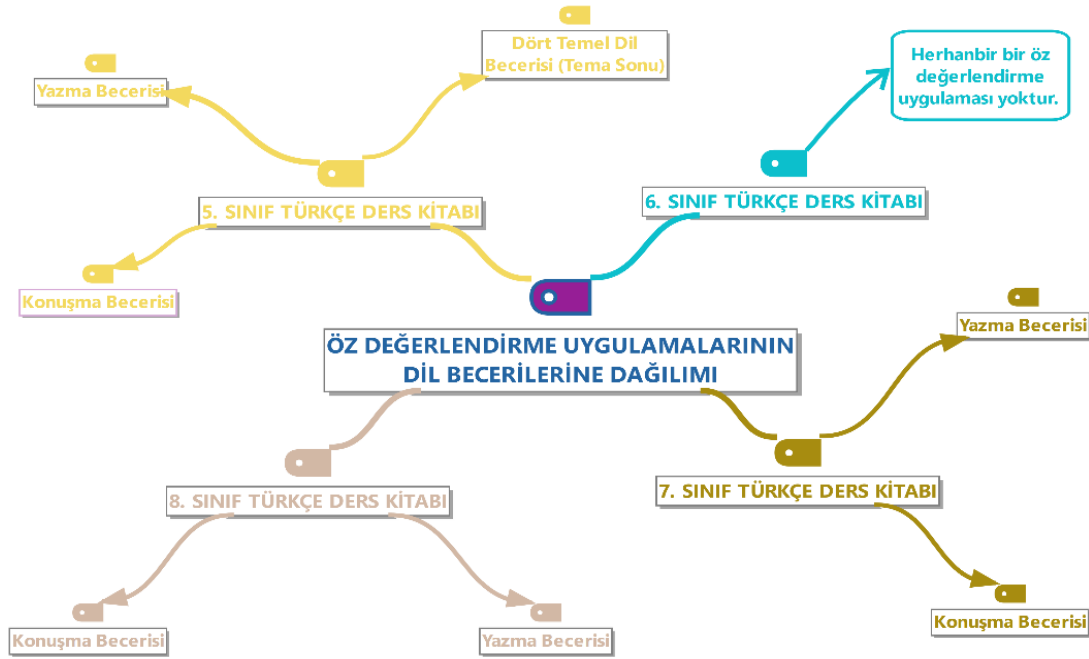 Dört Temel Dil
Becerisi (Tema Sonu)
Yazma Becerisi
Herhanbir bir öz
değerlendirme
uygulaması yoktur.
5. SINIF TÜRKÇE DERS KİTABI
6. SINIF TÜRKÇE DERS KİTABI
Konuşma Becerisi
Yazma Becerisi
ÖZ DEĞERLENDİRME UYGULAMALARININ
DİL BECERİLERİNE DAĞILIMI
8. SINIF TÜRKÇE DERS KİTABI
7. SINIF TÜRKÇE DERS KİTABI
Konuşma Becerisi
Yazma Becerisi
Konuşma Becerisi